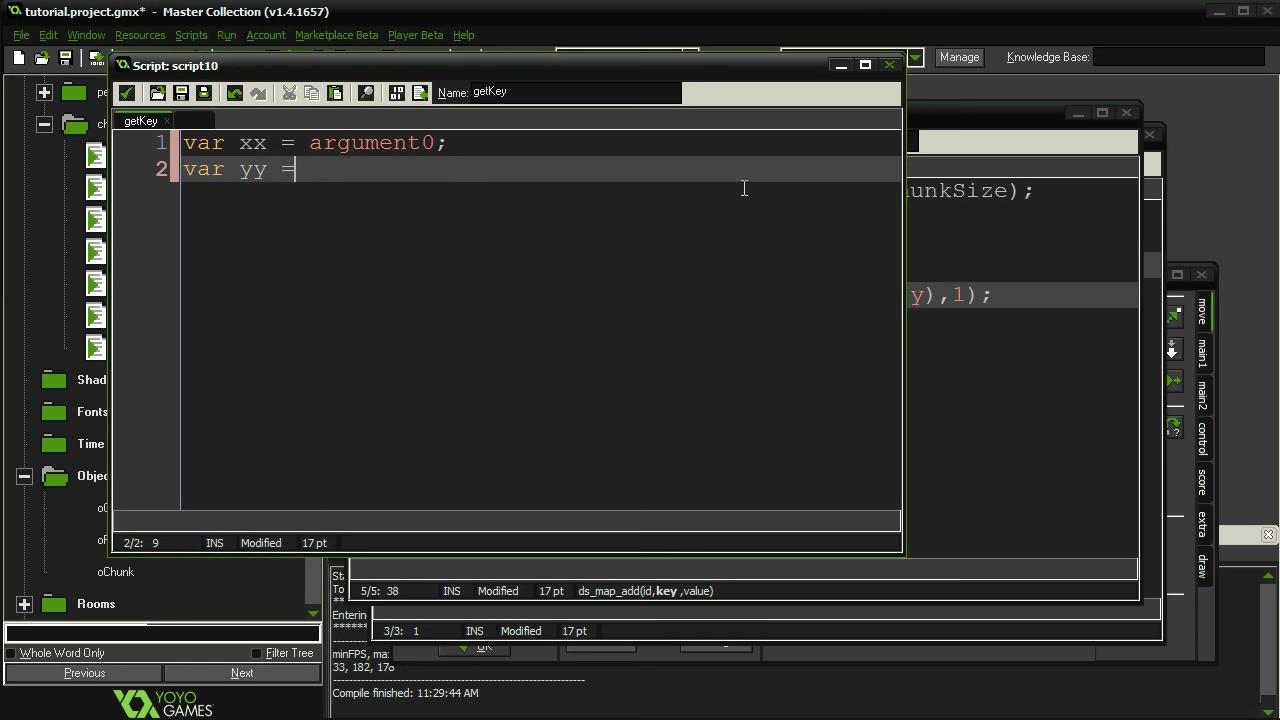 tutorial.project.gmx* - Master Collection (v1.4.1657)
File Edit Window Resources Scripts Run Account Marketplace Beta Player Beta Help
Manage Knowledge Base:
Script: script10
Name: getKey
getKey ×
1 var xx = argument0;
2 var yy =
unkSize);
y),1);
move
main1
main2
control
score
extra
draw
Shad
Fonts
Time
Objec
oChunk
Rooms
2/2: 9 INS Modified 17 pt
5/5: 38 INS Modified 17 pt ds_map_add(id,key ,value)
3/3: 1 INS Modified 17 pt
Whole Word Only Filter Tree
Previous Next
YOYO
GAMES
Enterin
minFPS, ma:
33, 182, 17
Compile finished: 11:29:44 AM